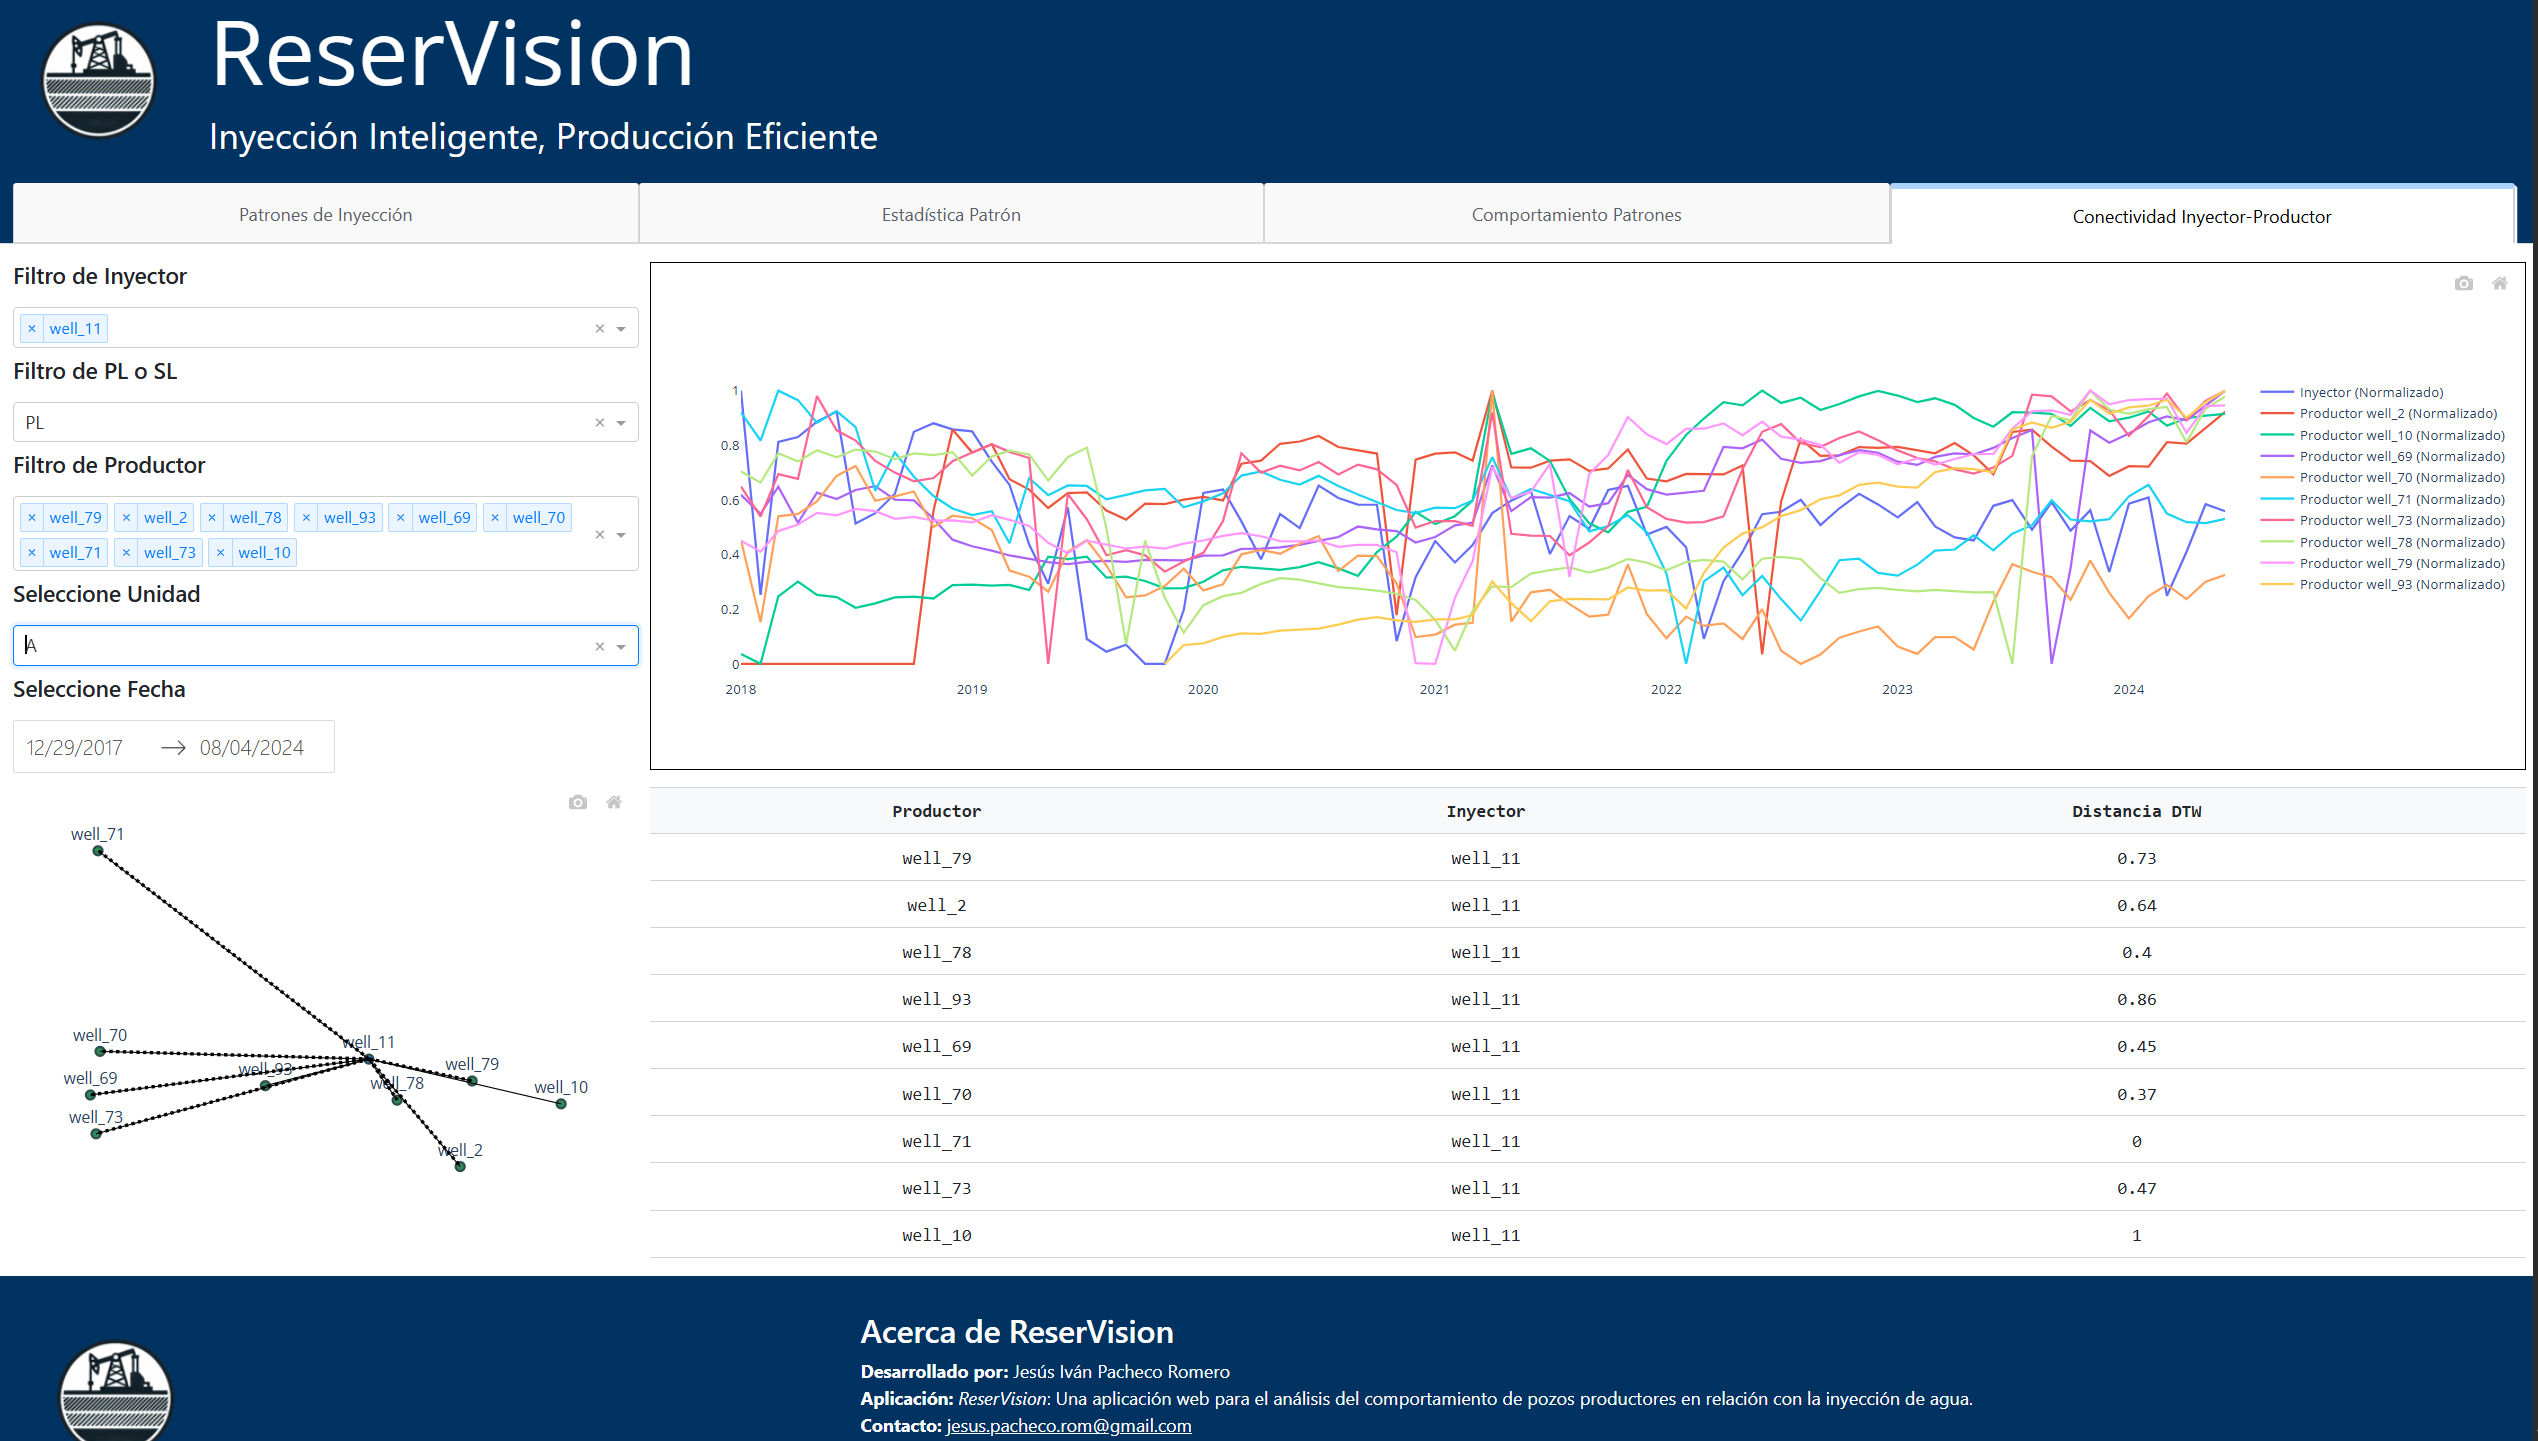 ReserVision
Inyección Inteligente, Producción Eficiente
Patrones de Inyección
Estadística Patrón
Comportamiento Patrones
Conectividad Inyector-Productor
Filtro de Inyector
× well_11 ×
Filtro de PL o SL
PL ×
Filtro de Productor
× well_79 × well_2 × well_78 × well_93 × well_69 × well_70 ×
× well_71 × well_73 × well_10
Seleccione Unidad
A ×
Seleccione Fecha
12/29/2017 → 08/04/2024
well_71
well_70
well_11
well_93
well_79
well_69
well_78
well_10
well_73
well_2
1
0.8
0.6
0.4
0.2
0
2018 2019 2020 2021 2022 2023 2024
Inyector (Normalizado)
Productor well_2 (Normalizado)
Productor well_10 (Normalizado)
Productor well_69 (Normalizado)
Productor well_70 (Normalizado)
Productor well_71 (Normalizado)
Productor well_73 (Normalizado)
Productor well_78 (Normalizado)
Productor well_79 (Normalizado)
Productor well_93 (Normalizado)
Productor Inyector Distancia DTW
well_79 well_11 0.73
well_2 well_11 0.64
well_78 well_11 0.4
well_93 well_11 0.86
well_69 well_11 0.45
well_70 well_11 0.37
well_71 well_11 0
well_73 well_11 0.47
well_10 well_11 1
Acerca de ReserVision
Desarrollado por: Jesús Iván Pacheco Romero
Aplicación: ReserVision: Una aplicación web para el análisis del comportamiento de pozos productores en relación con la inyección de agua.
Contacto: jesus.pacheco.rom@gmail.com